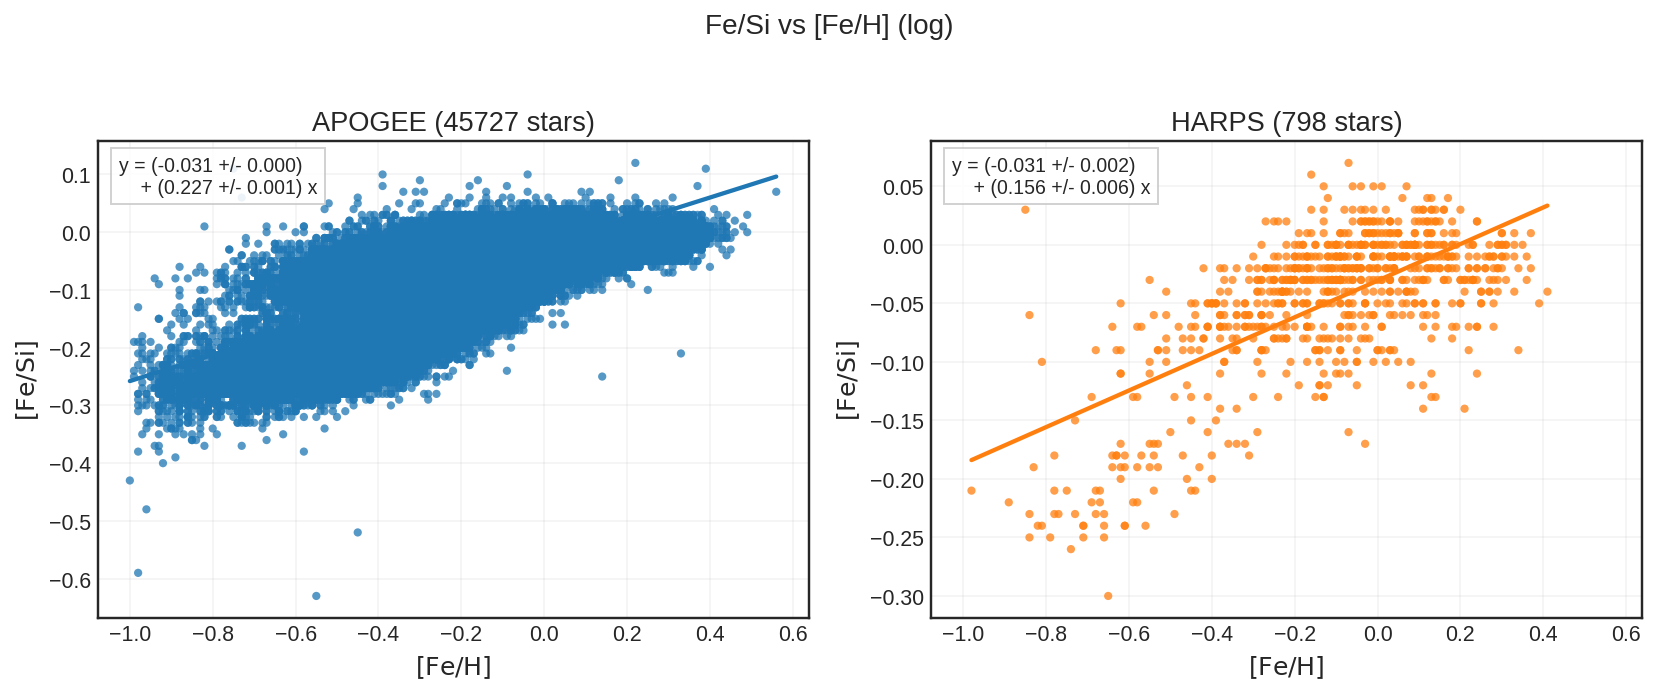 Fe/Si vs [Fe/H] (log)
APOGEE (45727 stars)
y = (-0.031 +/- 0.000)
+ (0.227 +/- 0.001) x
0.1
0.0
−0.1
−0.2
−0.3
−0.4
−0.5
−0.6
[Fe/Si]
−1.0 −0.8 −0.6 −0.4 −0.2 0.0 0.2 0.4 0.6
[Fe/H]
HARPS (798 stars)
y = (-0.031 +/- 0.002)
+ (0.156 +/- 0.006) x
0.05
0.00
−0.05
−0.10
−0.15
−0.20
−0.25
−0.30
[Fe/Si]
−1.0 −0.8 −0.6 −0.4 −0.2 0.0 0.2 0.4 0.6
[Fe/H]